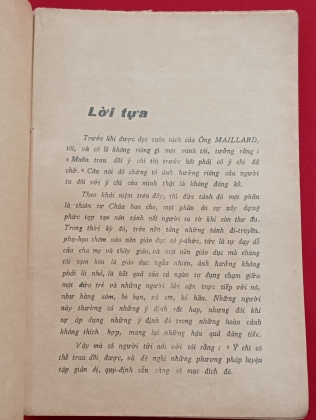 Lời tựa
Trước khi được đọc cuốn sách của Ông MAILLARD,
tôi, và có lẽ không riêng gì một mình tôi, tưởng rằng :
« Muốn trau dồi ý chí thì trước hết phải có ý chí đã
chớ. » Câu nói đó chứng tỏ ảnh hưởng riêng của người
ta đối với ý chí của mình thật là không đáng kể.
Theo khái niệm trên đây, thì đức tánh đó một phần
là thiên tư Chúa ban cho, một phần do sự xây dựng
phức tạp tạo nên tánh nết người ta từ khi còn thơ ấu.
Trong thời kỳ đó, trên nền tảng những tánh di-truyền,
phụ-họa thêm vào nền giáo dục có ý-thức, tức là sự dạy dỗ
của cha mẹ và thầy giáo, và một nền giáo dục mà chúng
tôi tạm hửa là giáo dục ngẫu nhiên, ảnh hưởng không
phải là nhỏ, là kết quả của cả ngàn sự đụng chạm giữa
một đứa trẻ và những người lân cận trực tiếp với nó,
như hàng xóm, bè bạn, vú em, kẻ hầu. Những người
này thường có những ý định rất hay, nhưng đôi khi
sự áp dụng những ý định đó trong những hoàn cảnh
không thích hợp, mang lại những hậu quả đáng tiếc.
Vậy mà có người tới nói với tôi rằng : « Ý chí có
thể trau dồi, được, và đề nghị những phương pháp luyện
tập giản dị, quy-định sẵn ràng vì mục đích đó.